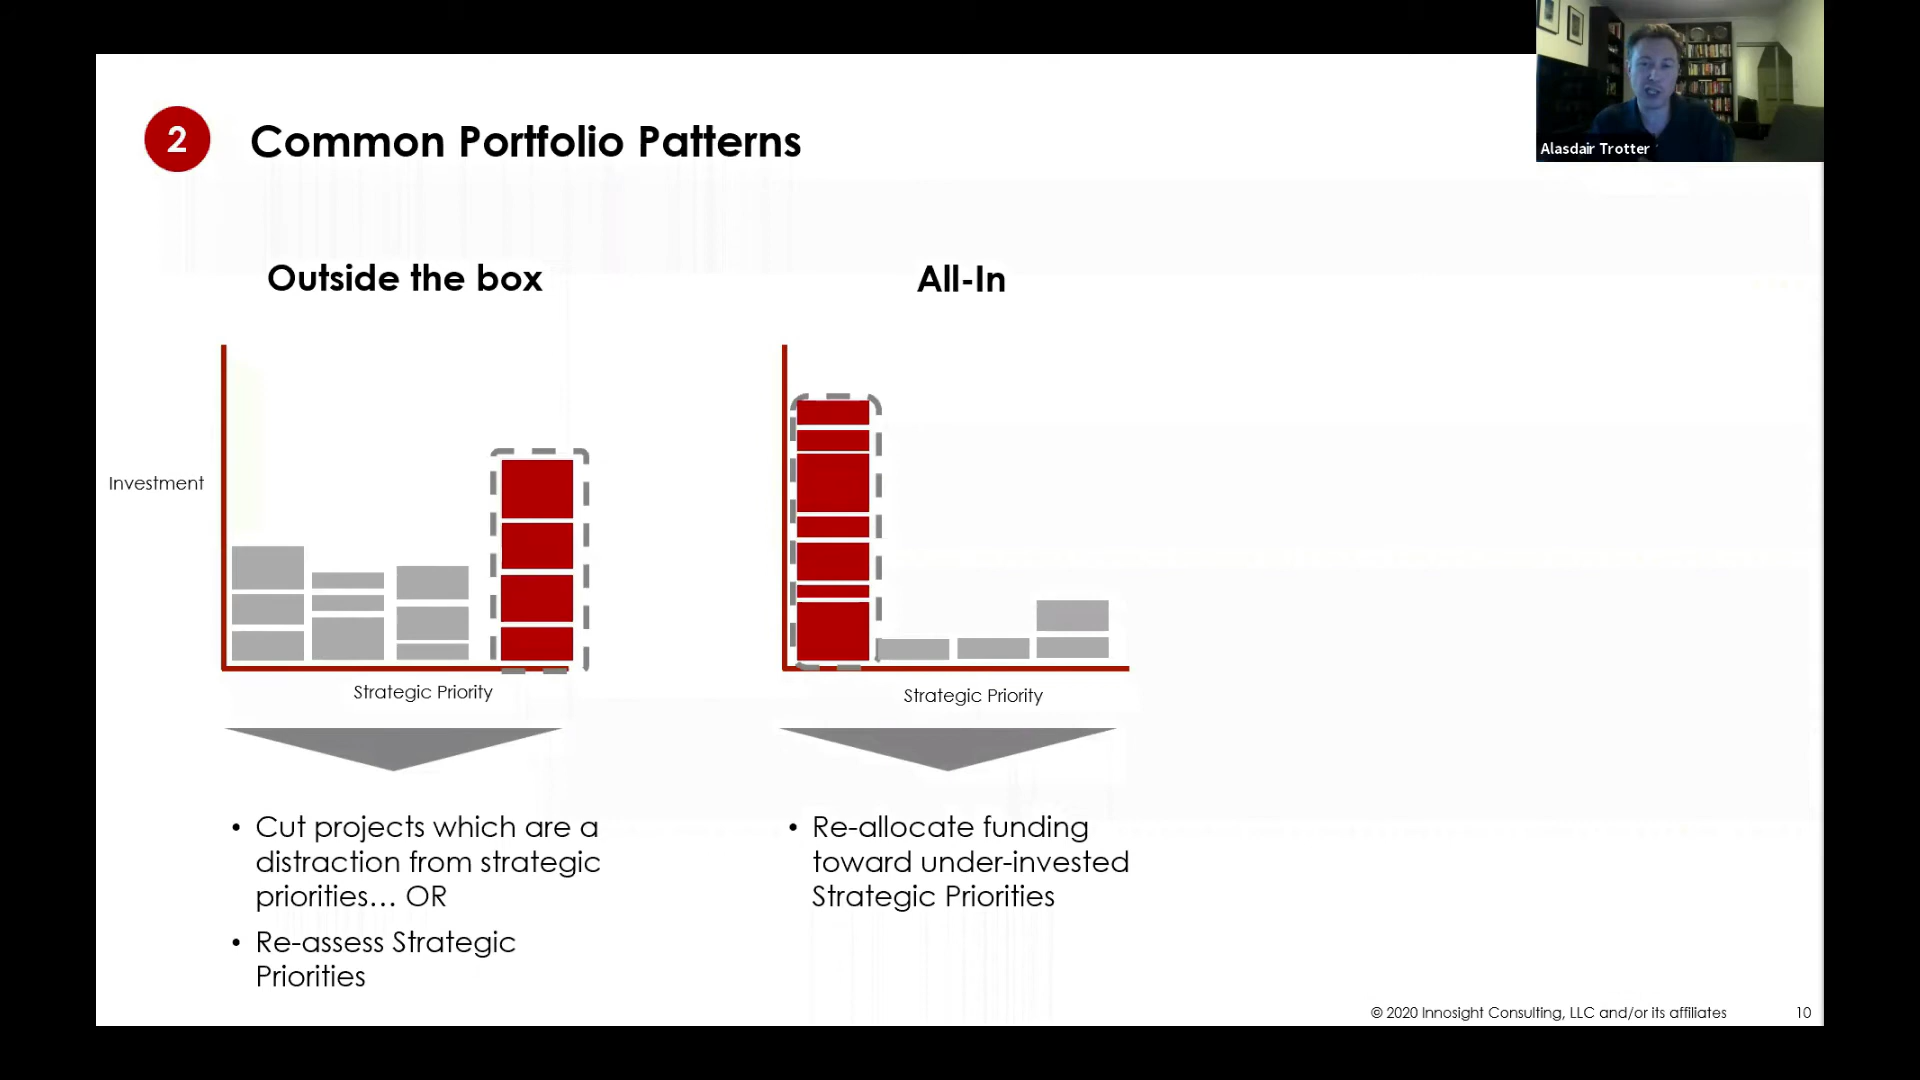 Alasdair Trotter
2
Common Portfolio Patterns
Outside the box
Investment
Strategic Priority
• Cut projects which are a
distraction from strategic
priorities... OR
• Re-assess Strategic
Priorities
All-In
Strategic Priority
• Re-allocate funding
toward under-invested
Strategic Priorities
© 2020 Innosight Consulting, LLC and/or its affiliates
10